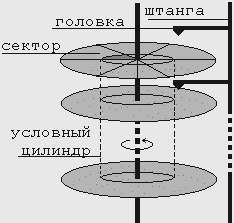 головка
штанга
сектор
условный
цилиндр